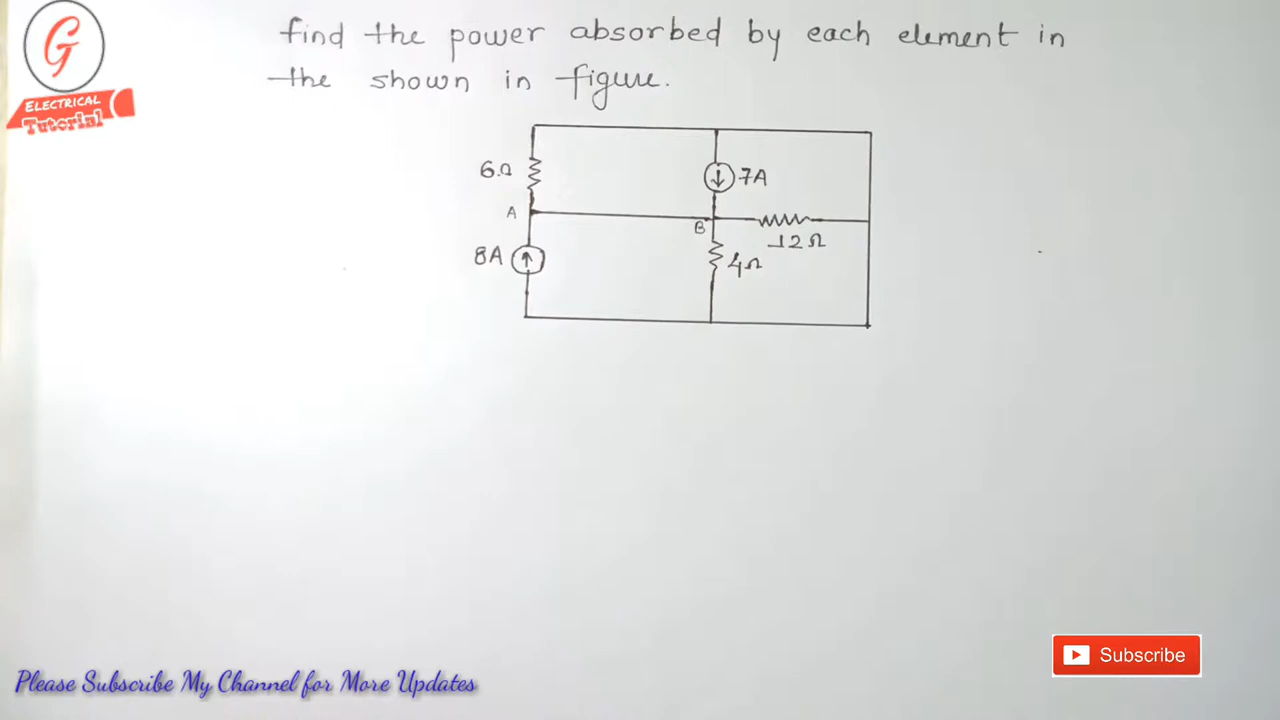 G
ELECTRICAL
Tutorial
find the power absorbed by each element in
the shown in figure.
6Ω
7A
A
B
12Ω
8A
4Ω
Subscribe
Please Subscribe My Channel for More Updates